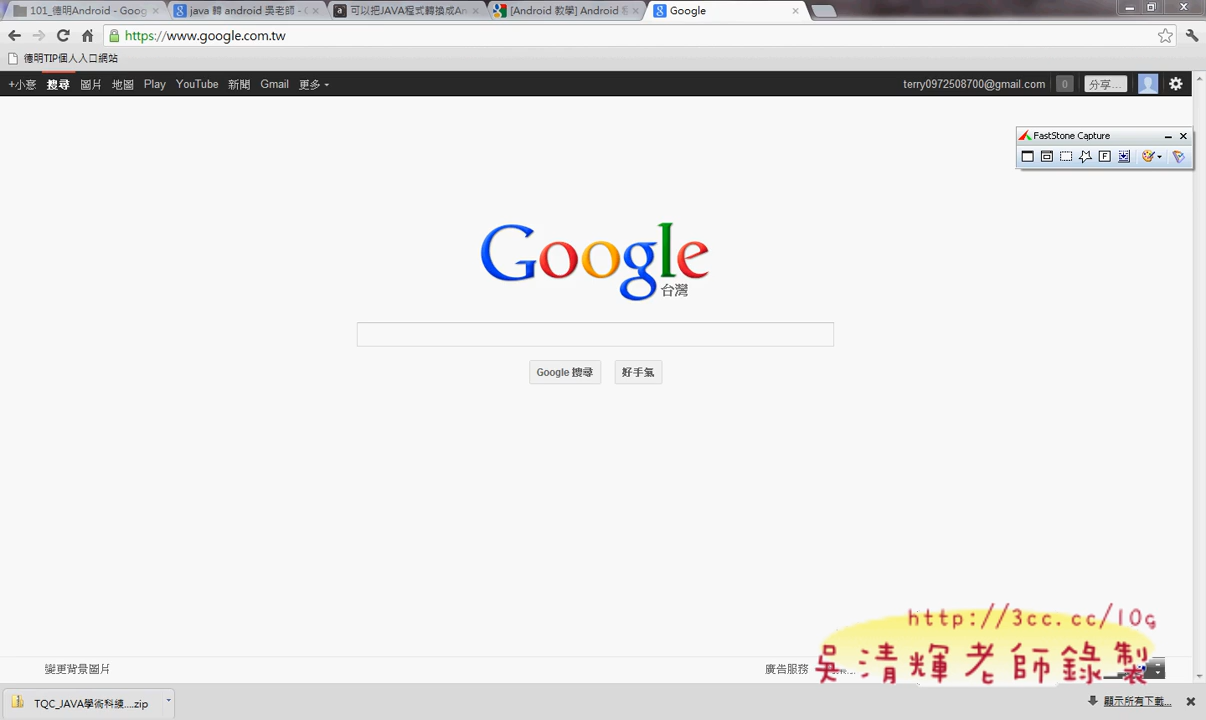 101_德明Android - Goog
java 轉 android 吳老師 - G
可以把JAVA程式轉換成An
[Android 教學] Android
Google
https://www.google.com.tw
德明TIP個人入口網站
+小意 搜尋 圖片 地圖 Play YouTube 新聞 Gmail 更多
terry0972508700@gmail.com 0 分享...
FastStone Capture
F
Google
台灣
Google 搜尋 好手氣
http://3cc.cc/10g
吳清輝老師錄製
變更背景圖片
廣告服務
TQC_JAVA學術科練....zip
顯示所有下載...